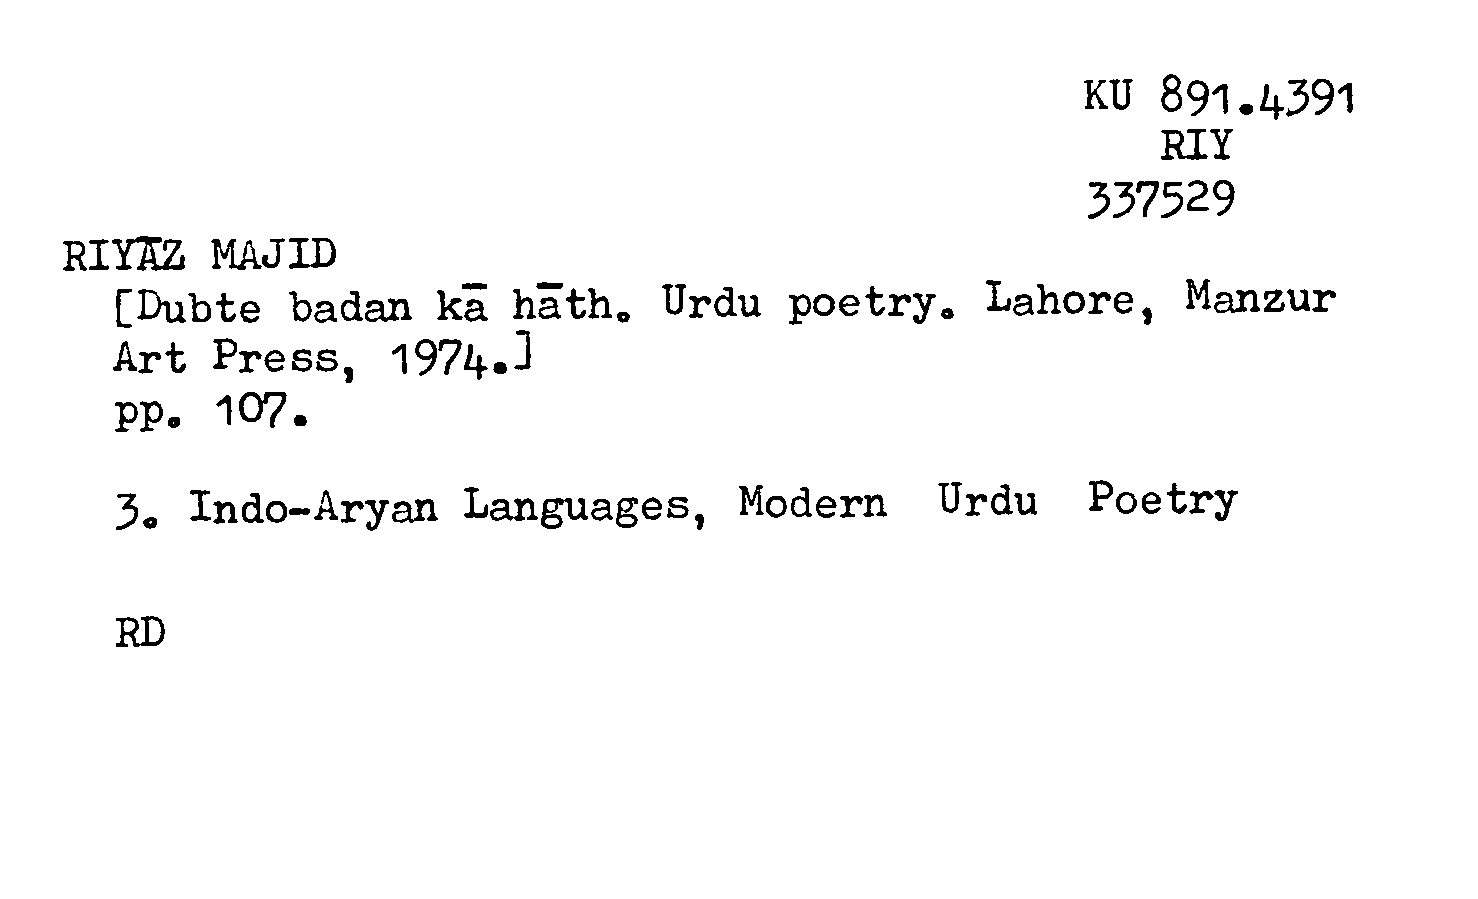 KU 891.4391
RIY
337529
RIYĀZ MAJID
[Dubte badan kā hāth. Urdu poetry. Lahore, Manzur
Art Press, 1974.]
pp. 107.
3. Indo-Aryan Languages, Modern Urdu Poetry
RD